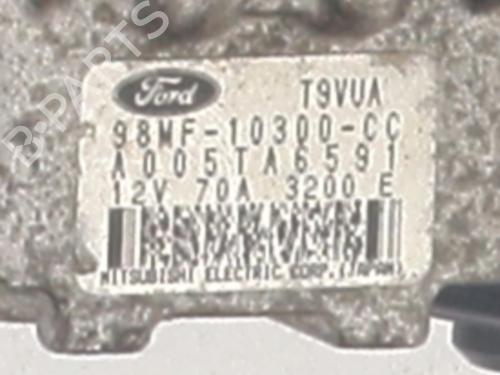 B-PARTS
Ford T9VUA
98MF-10300-CC
A005TA6591
12V 70A 3200 E
MITSUBISHI ELECTRIC CORP. (JAPAN)